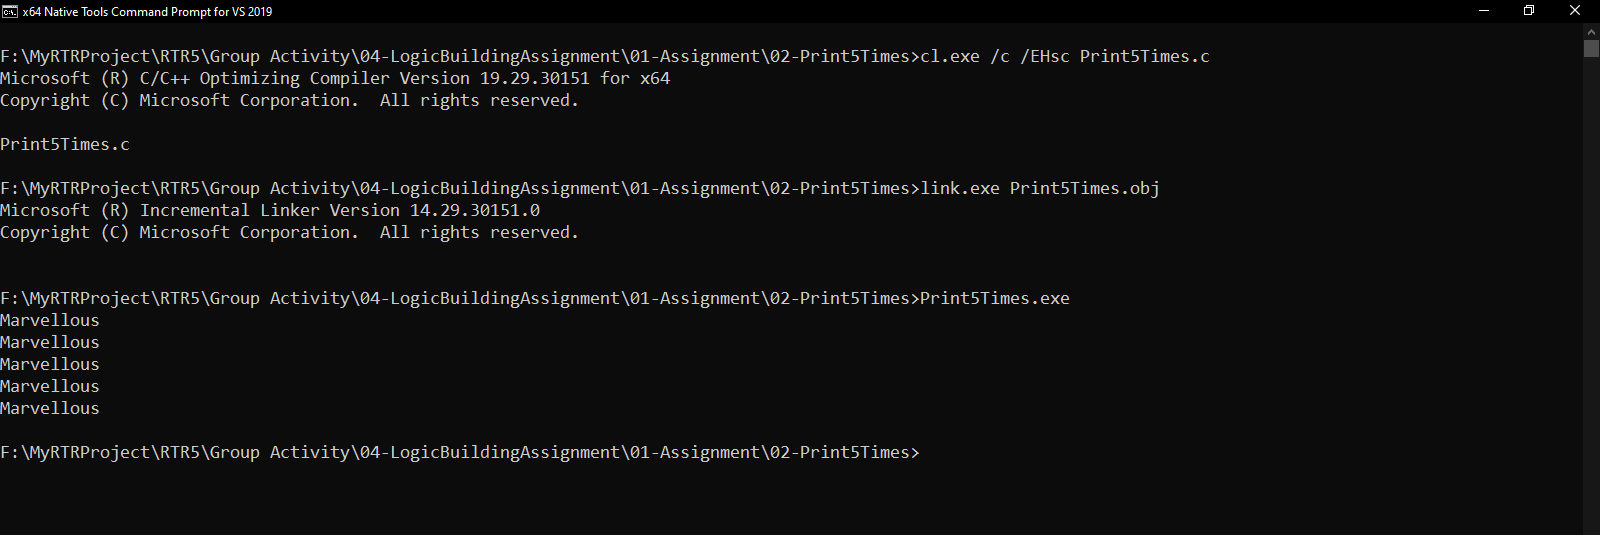 x64 Native Tools Command Prompt for VS 2019
F:\MyRTRProject\RTR5\Group Activity\04-LogicBuildingAssignment\01-Assignment\02-Print5Times>cl.exe /c /EHsc Print5Times.c
Microsoft (R) C/C++ Optimizing Compiler Version 19.29.30151 for x64
Copyright (C) Microsoft Corporation.  All rights reserved.
Print5Times.c
F:\MyRTRProject\RTR5\Group Activity\04-LogicBuildingAssignment\01-Assignment\02-Print5Times>link.exe Print5Times.obj
Microsoft (R) Incremental Linker Version 14.29.30151.0
Copyright (C) Microsoft Corporation.  All rights reserved.
F:\MyRTRProject\RTR5\Group Activity\04-LogicBuildingAssignment\01-Assignment\02-Print5Times>Print5Times.exe
Marvellous
Marvellous
Marvellous
Marvellous
Marvellous
F:\MyRTRProject\RTR5\Group Activity\04-LogicBuildingAssignment\01-Assignment\02-Print5Times>